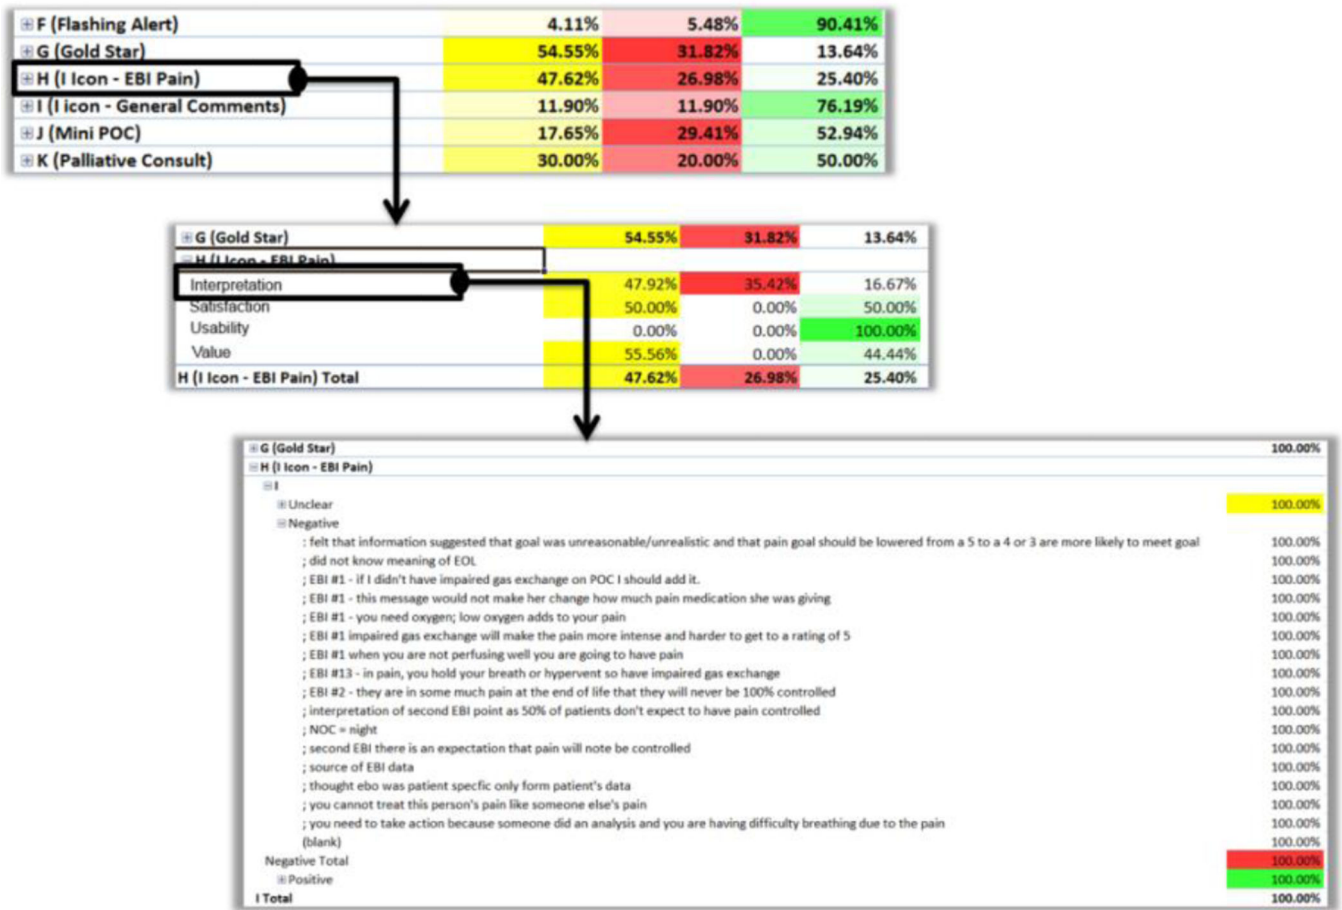 F (Flashing Alert) 4.11% 5.48% 90.41%
G (Gold Star) 54.55% 31.82% 13.64%
H (I Icon - EBI Pain) 47.62% 26.98% 25.40%
I (I icon - General Comments) 11.90% 11.90% 76.19%
J (Mini POC) 17.65% 29.41% 52.94%
K (Palliative Consult) 30.00% 20.00% 50.00%
G (Gold Star) 54.55% 31.82% 13.64%
H (I Icon - EBI Pain)
Interpretation 47.92% 35.42% 16.67%
Satisfaction 50.00% 0.00% 50.00%
Usability 0.00% 0.00% 100.00%
Value 55.56% 0.00% 44.44%
H (I Icon - EBI Pain) Total 47.62% 26.98% 25.40%
G (Gold Star) 100.00%
H (I Icon - EBI Pain)
I
Unclear 100.00%
Negative
; felt that information suggested that goal was unreasonable/unrealistic and that pain goal should be lowered from a 5 to a 4 or 3 are more likely to meet goal 100.00%
; did not know meaning of EOL 100.00%
; EBI #1 - if I didn't have impaired gas exchange on POC I should add it. 100.00%
; EBI #1 - this message would not make her change how much pain medication she was giving 100.00%
; EBI #1 - you need oxygen; low oxygen adds to your pain 100.00%
; EBI #1 impaired gas exchange will make the pain more intense and harder to get to a rating of 5 100.00%
; EBI #1 when you are not perfusing well you are going to have pain 100.00%
; EBI #13 - in pain, you hold your breath or hypervent so have impaired gas exchange 100.00%
; EBI #2 - they are in some much pain at the end of life that they will never be 100% controlled 100.00%
; interpretation of second EBI point as 50% of patients don't expect to have pain controlled 100.00%
; NOC = night 100.00%
; second EBI there is an expectation that pain will note be controlled 100.00%
; source of EBI data 100.00%
; thought ebo was patient specfic only form patient's data 100.00%
; you cannot treat this person's pain like someone else's pain 100.00%
; you need to take action because someone did an analysis and you are having difficulty breathing due to the pain 100.00%
(blank) 100.00%
Negative Total 100.00%
Positive 100.00%
I Total 100.00%